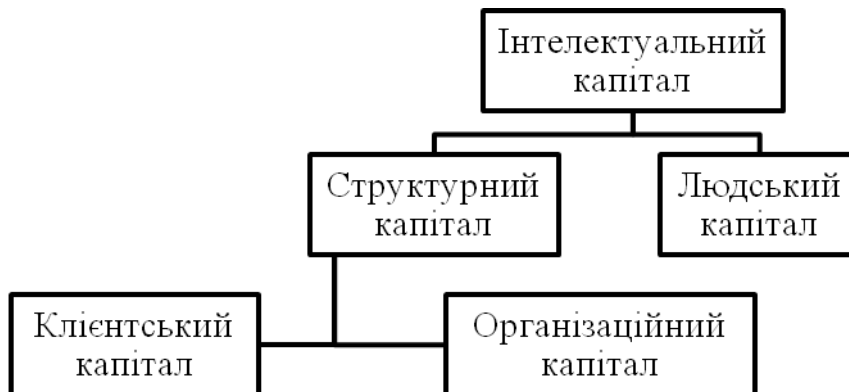 Інтелектуальний
капітал
Структурний
капітал
Людський
капітал
Клієнтський
капітал
Організаційний
капітал